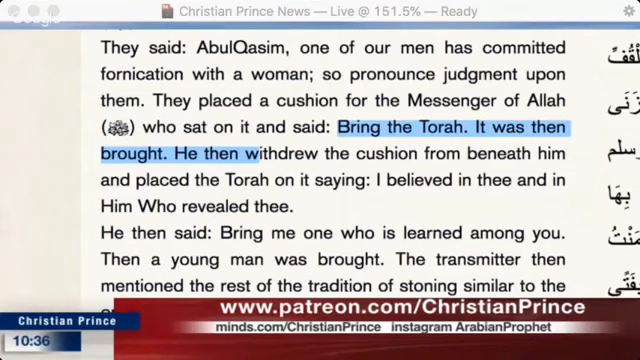 Christian Prince News — Live @ 151.5% — Ready
They said: AbulQasim, one of our men has committed
fornication with a woman; so pronounce judgment upon
them. They placed a cushion for the Messenger of Allah
(ﷺ) who sat on it and said: Bring the Torah. It was then
brought. He then withdrew the cushion from beneath him
and placed the Torah on it saying: I believed in thee and in
Him Who revealed thee.
He then said: Bring me one who is learned among you.
Then a young man was brought. The transmitter then
mentioned the rest of the tradition of stoning similar to the
www.patreon.com/ChristianPrince
minds.com/ChristianPrince instagram ArabianProphet
Christian Prince
10:36